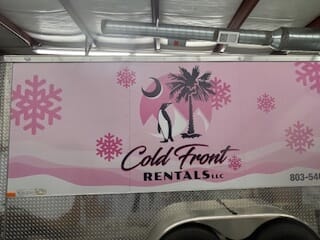 Cold Front
RENTALS LLC
803-54